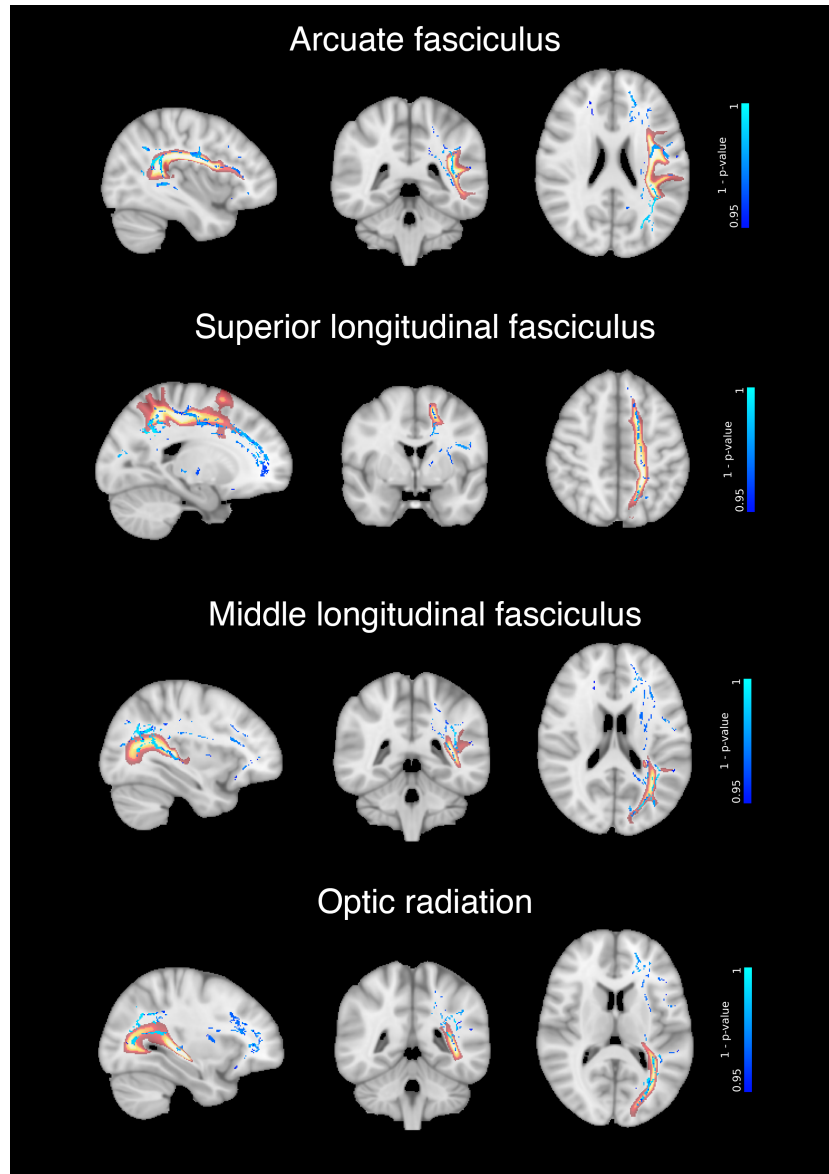 Arcuate fasciculus
1
1 - p-value
0.95
Superior longitudinal fasciculus
1
1 - p-value
0.95
Middle longitudinal fasciculus
1
1 - p-value
0.95
Optic radiation
1
1 - p-value
0.95